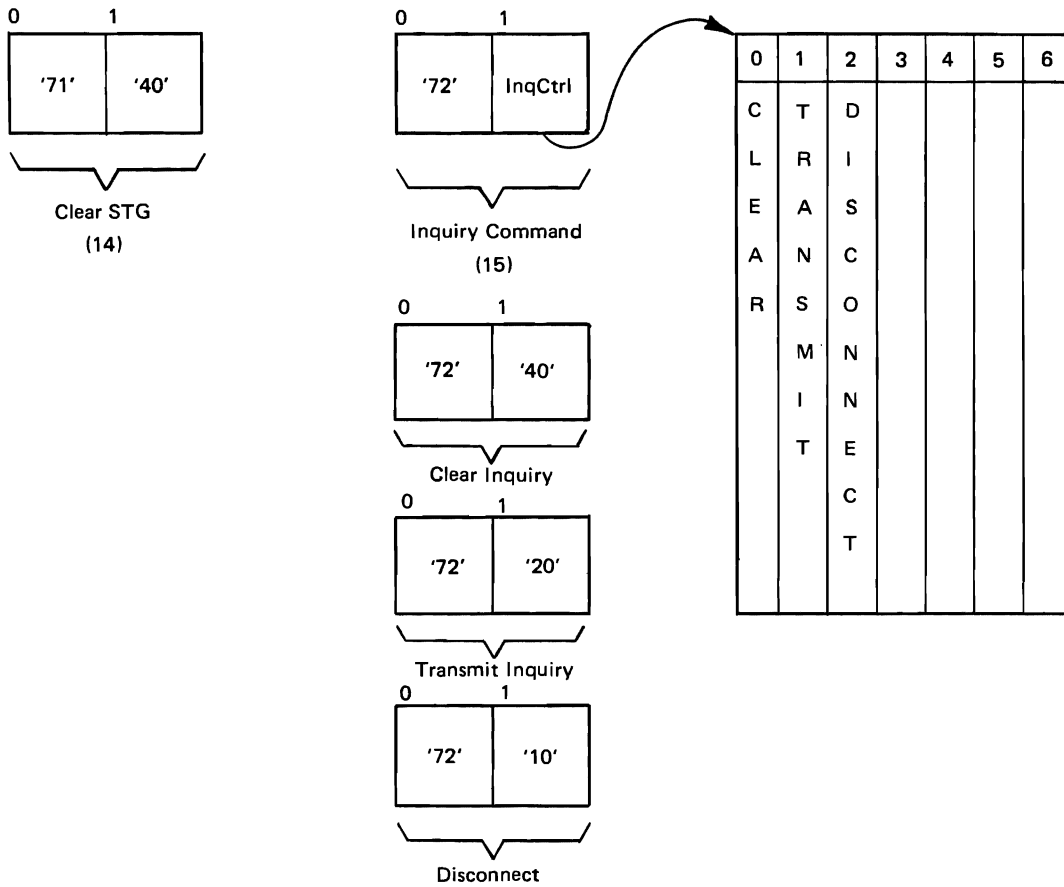 0 1
'71' '40'
Clear STG
(14)
0 1
'72' InqCtrl
Inquiry Command
(15)
0 1
'72' '40'
Clear Inquiry
0 1
'72' '20'
Transmit Inquiry
0 1
'72' '10'
Disconnect
0 1 2 3 4 5 6
C T D
L R I
E A S
A N C
R S O
M N
I N
T E
C
T